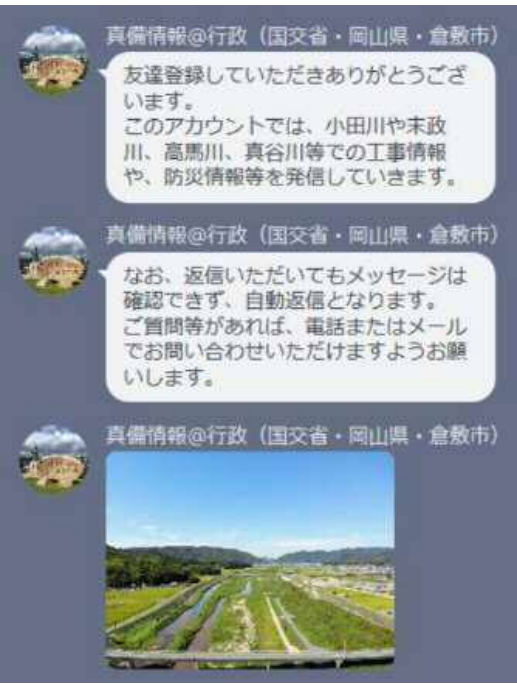 真備情報@行政（国交省・岡山県・倉敷市）
友達登録していただきありがとうござ
います。
このアカウントでは、小田川や末政
川、高馬川、真谷川等での工事情報
や、防災情報等を発信していきます。
真備情報@行政（国交省・岡山県・倉敷市）
なお、返信いただいてもメッセージは
確認できず、自動返信となります。
ご質問等があれば、電話またはメール
でお問い合わせいただけますようお願
いします。
真備情報@行政（国交省・岡山県・倉敷市）